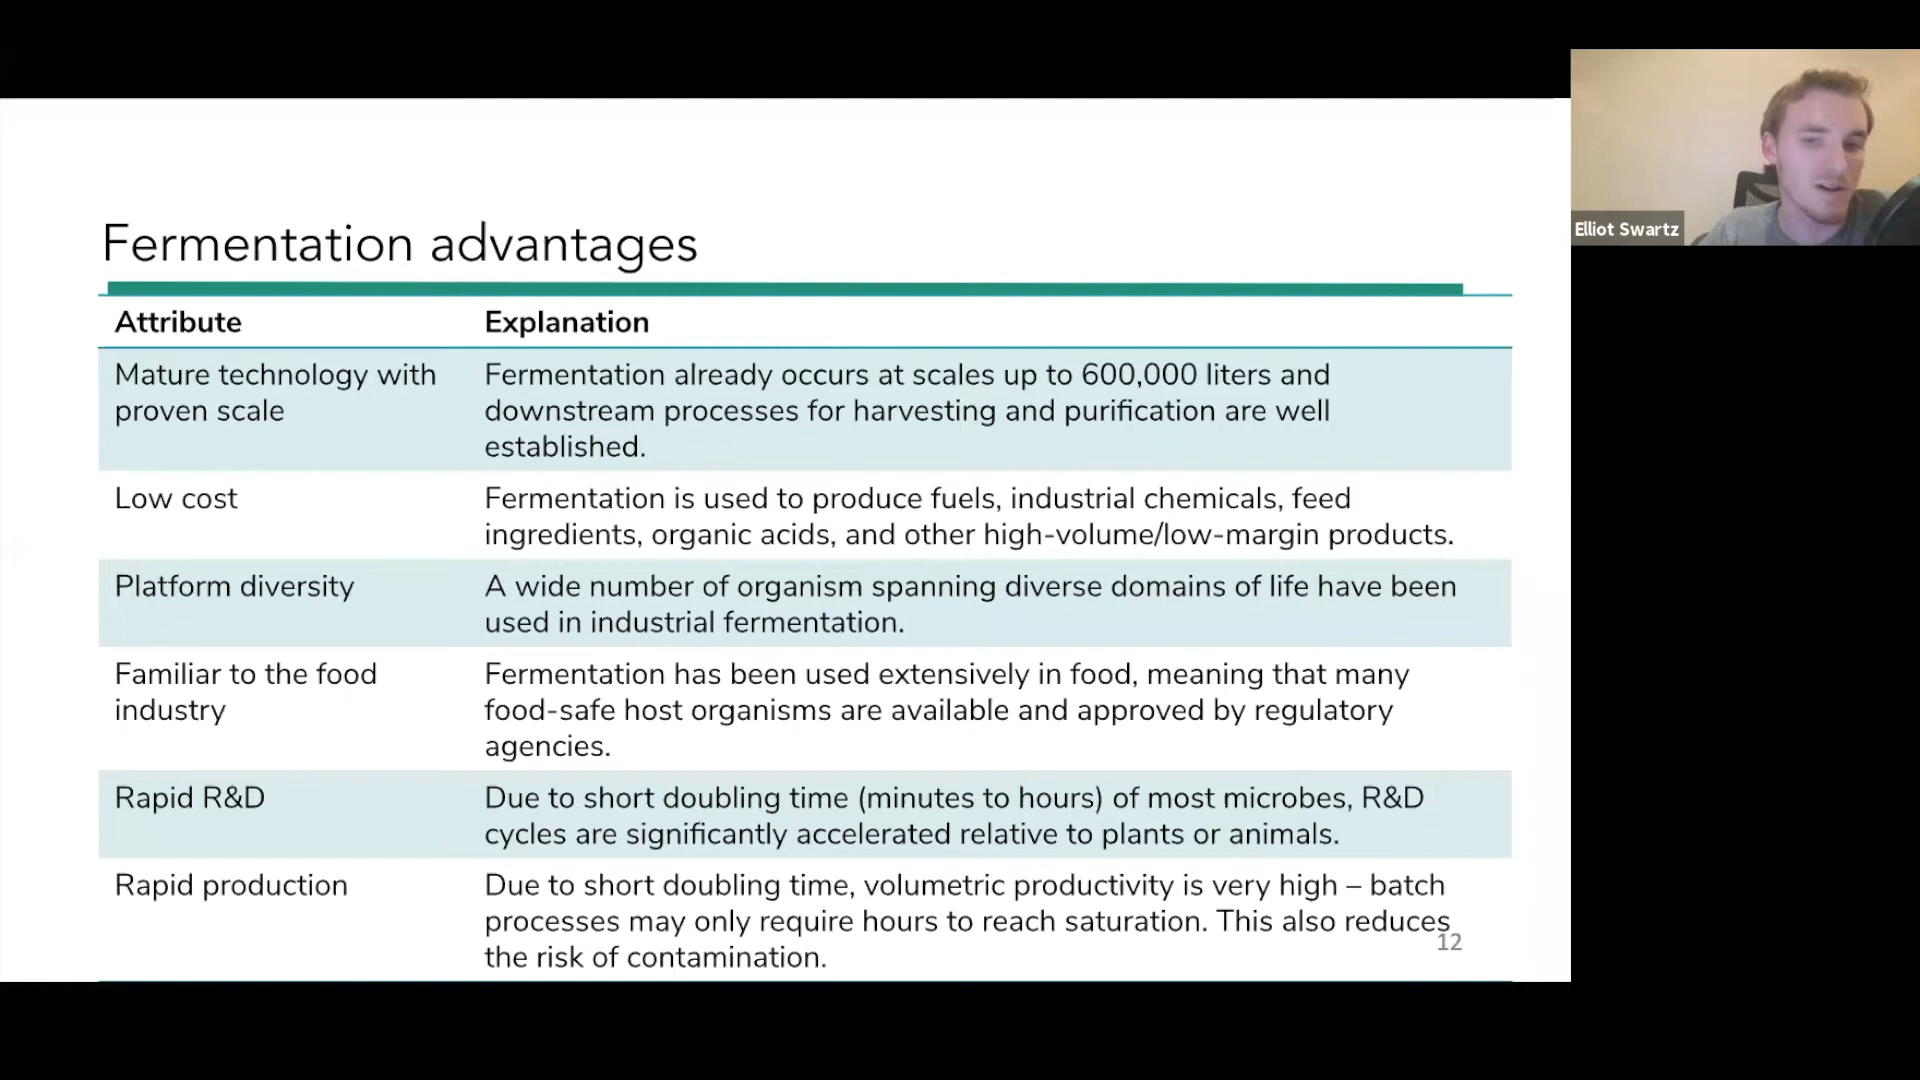 Fermentation advantages
Attribute
Explanation
Mature technology with
proven scale
Fermentation already occurs at scales up to 600,000 liters and
downstream processes for harvesting and purification are well
established.
Low cost
Fermentation is used to produce fuels, industrial chemicals, feed
ingredients, organic acids, and other high-volume/low-margin products.
Platform diversity
A wide number of organism spanning diverse domains of life have been
used in industrial fermentation.
Familiar to the food
industry
Fermentation has been used extensively in food, meaning that many
food-safe host organisms are available and approved by regulatory
agencies.
Rapid R&D
Due to short doubling time (minutes to hours) of most microbes, R&D
cycles are significantly accelerated relative to plants or animals.
Rapid production
Due to short doubling time, volumetric productivity is very high – batch
processes may only require hours to reach saturation. This also reduces
the risk of contamination.
12
Elliot Swartz